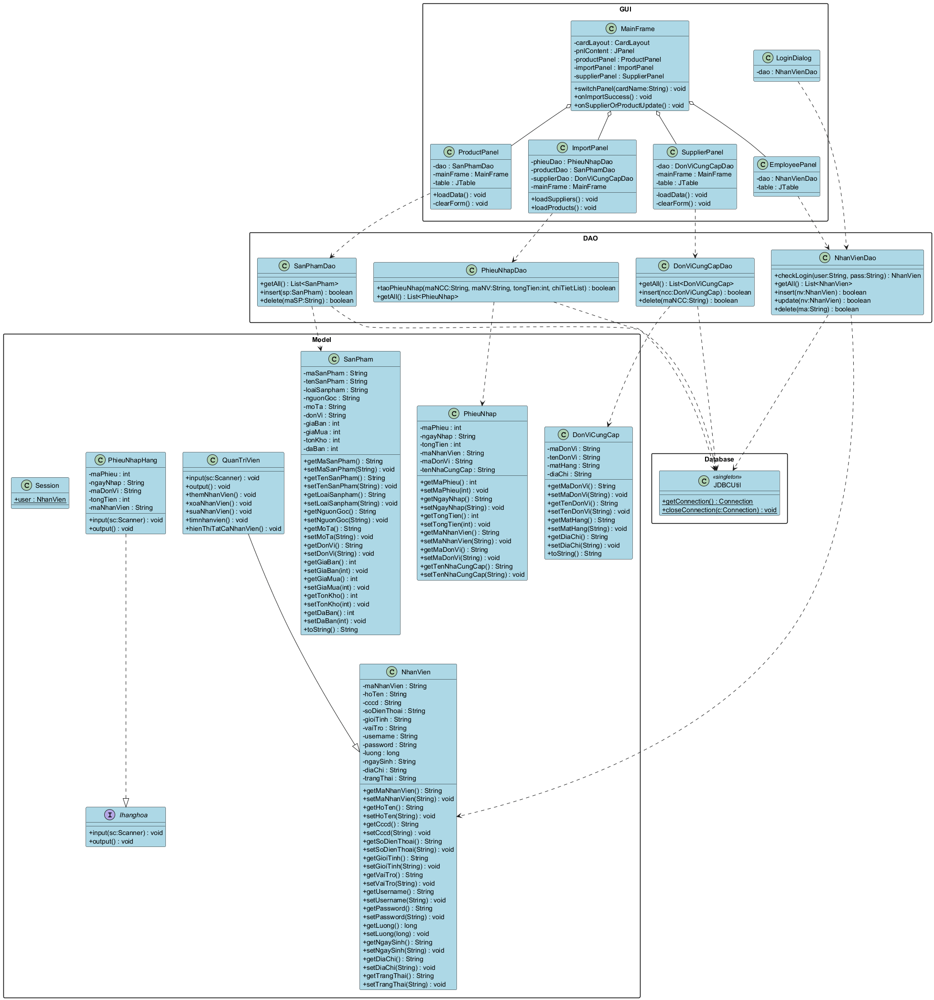 GUI
C MainFrame
-cardLayout : CardLayout
-pnlContent : JPanel
-productPanel : ProductPanel
-importPanel : ImportPanel
-supplierPanel : SupplierPanel
+switchPanel(cardName:String) : void
+onImportSuccess() : void
+onSupplierOrProductUpdate() : void
C LoginDialog
-dao : NhanVienDao
C ProductPanel
-dao : SanPhamDao
-mainFrame : MainFrame
-table : JTable
+loadData() : void
-clearForm() : void
C ImportPanel
-phieuDao : PhieuNhapDao
-productDao : SanPhamDao
-supplierDao : DonViCungCapDao
-mainFrame : MainFrame
+loadSuppliers() : void
+loadProducts() : void
C SupplierPanel
-dao : DonViCungCapDao
-mainFrame : MainFrame
-table : JTable
-loadData() : void
-clearForm() : void
C EmployeePanel
-dao : NhanVienDao
-table : JTable
DAO
C SanPhamDao
+getAll() : List<SanPham>
+insert(sp:SanPham) : boolean
+delete(maSP:String) : boolean
C PhieuNhapDao
+taoPhieuNhap(maNCC:String, maNV:String, tongTien:int, chiTiet:List) : boolean
+getAll() : List<PhieuNhap>
C DonViCungCapDao
+getAll() : List<DonViCungCap>
+insert(ncc:DonViCungCap) : boolean
+delete(maNCC:String) : boolean
C NhanVienDao
+checkLogin(user:String, pass:String) : NhanVien
+getAll() : List<NhanVien>
+insert(nv:NhanVien) : boolean
+update(nv:NhanVien) : boolean
+delete(ma:String) : boolean
Model
C Session
+user : NhanVien
C PhieuNhapHang
-maPhieu : int
-ngayNhap : String
-maDonVi : String
-tongTien : int
-maNhanVien : String
+input(sc:Scanner) : void
+output() : void
C QuanTriVien
+input(sc:Scanner) : void
+output() : void
+themNhanVien() : void
+xoaNhanVien() : void
+suaNhanVien() : void
+timnhanvien() : void
+hienThiTatCaNhanVien() : void
C SanPham
-maSanPham : String
-tenSanPham : String
-loaiSanpham : String
-nguonGoc : String
-moTa : String
-donVi : String
-giaBan : int
-giaMua : int
-tonKho : int
-daBan : int
+getMaSanPham() : String
+setMaSanPham(String) : void
+getTenSanPham() : String
+setTenSanPham(String) : void
+getLoaiSanpham() : String
+setLoaiSanpham(String) : void
+getNguonGoc() : String
+setNguonGoc(String) : void
+getMoTa() : String
+setMoTa(String) : void
+getDonVi() : String
+setDonVi(String) : void
+getGiaBan() : int
+setGiaBan(int) : void
+getGiaMua() : int
+setGiaMua(int) : void
+getTonKho() : int
+setTonKho(int) : void
+getDaBan() : int
+setDaBan(int) : void
+toString() : String
C PhieuNhap
-maPhieu : int
-ngayNhap : String
-tongTien : int
-maNhanVien : String
-maDonVi : String
-tenNhaCungCap : String
+getMaPhieu() : int
+setMaPhieu(int) : void
+getNgayNhap() : String
+setNgayNhap(String) : void
+getTongTien() : int
+setTongTien(int) : void
+getMaNhanVien() : String
+setMaNhanVien(String) : void
+getMaDonVi() : String
+setMaDonVi(String) : void
+getTenNhaCungCap() : String
+setTenNhaCungCap(String) : void
C DonViCungCap
-maDonVi : String
-tenDonVi : String
-matHang : String
-diaChi : String
+getMaDonVi() : String
+setMaDonVi(String) : void
+getTenDonVi() : String
+setTenDonVi(String) : void
+getMatHang() : String
+setMatHang(String) : void
+getDiaChi() : String
+setDiaChi(String) : void
+toString() : String
Database
«singleton»
C JDBCUtil
+getConnection() : Connection
+closeConnection(c:Connection) : void
C NhanVien
-maNhanVien : String
-hoTen : String
-cccd : String
-soDienThoai : String
-gioiTinh : String
-vaiTro : String
-username : String
-password : String
-luong : long
-ngaySinh : String
-diaChi : String
-trangThai : String
+getMaNhanVien() : String
+setMaNhanVien(String) : void
+getHoTen() : String
+setHoTen(String) : void
+getCccd() : String
+setCccd(String) : void
+getSoDienThoai() : String
+setSoDienThoai(String) : void
+getGioiTinh() : String
+setGioiTinh(String) : void
+getVaiTro() : String
+setVaiTro(String) : void
+getUsername() : String
+setUsername(String) : void
+getPassword() : String
+setPassword(String) : void
+getLuong() : long
+setLuong(long) : void
+getNgaySinh() : String
+setNgaySinh(String) : void
+getDiaChi() : String
+setDiaChi(String) : void
+getTrangThai() : String
+setTrangThai(String) : void
I Ihanghoa
+input(sc:Scanner) : void
+output() : void